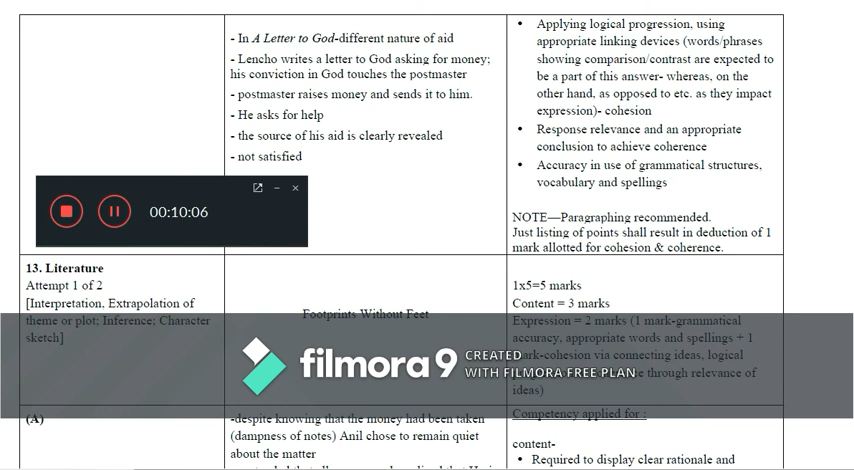 - In A Letter to God-different nature of aid
- Lencho writes a letter to God asking for money;
his conviction in God touches the postmaster
- postmaster raises money and sends it to him.
- He asks for help
- the source of his aid is clearly revealed
- not satisfied
• Applying logical progression, using
appropriate linking devices (words/phrases
showing comparison/contrast are expected to
be a part of this answer- whereas, on the
other hand, as opposed to etc. as they impact
expression)- cohesion
• Response relevance and an appropriate
conclusion to achieve coherence
• Accuracy in use of grammatical structures,
vocabulary and spellings
NOTE—Paragraphing recommended.
Just listing of points shall result in deduction of 1
mark allotted for cohesion & coherence.
00:10:06
13. Literature
Attempt 1 of 2
[Interpretation, Extrapolation of
theme or plot; Inference; Character
sketch]
Footprints Without Feet
1x5=5 marks
Content = 3 marks
Expression = 2 marks (1 mark-grammatical
accuracy, appropriate words and spellings + 1
mark-cohesion via connecting ideas, logical
through relevance of
ideas)
filmora9 CREATED
WITH FILMORA FREE PLAN
(A)
-despite knowing that the money had been taken
(dampness of notes) Anil chose to remain quiet
about the matter
Competency applied for :
content-
• Required to display clear rationale and